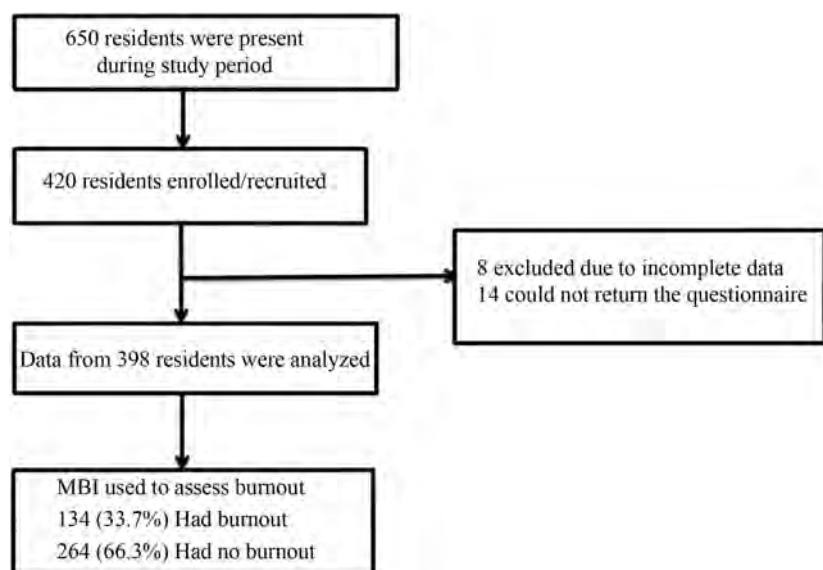 650 residents were present
during study period
420 residents enrolled/recruited
8 excluded due to incomplete data
14 could not return the questionnaire
Data from 398 residents were analyzed
MBI used to assess burnout
134 (33.7%) Had burnout
264 (66.3%) Had no burnout